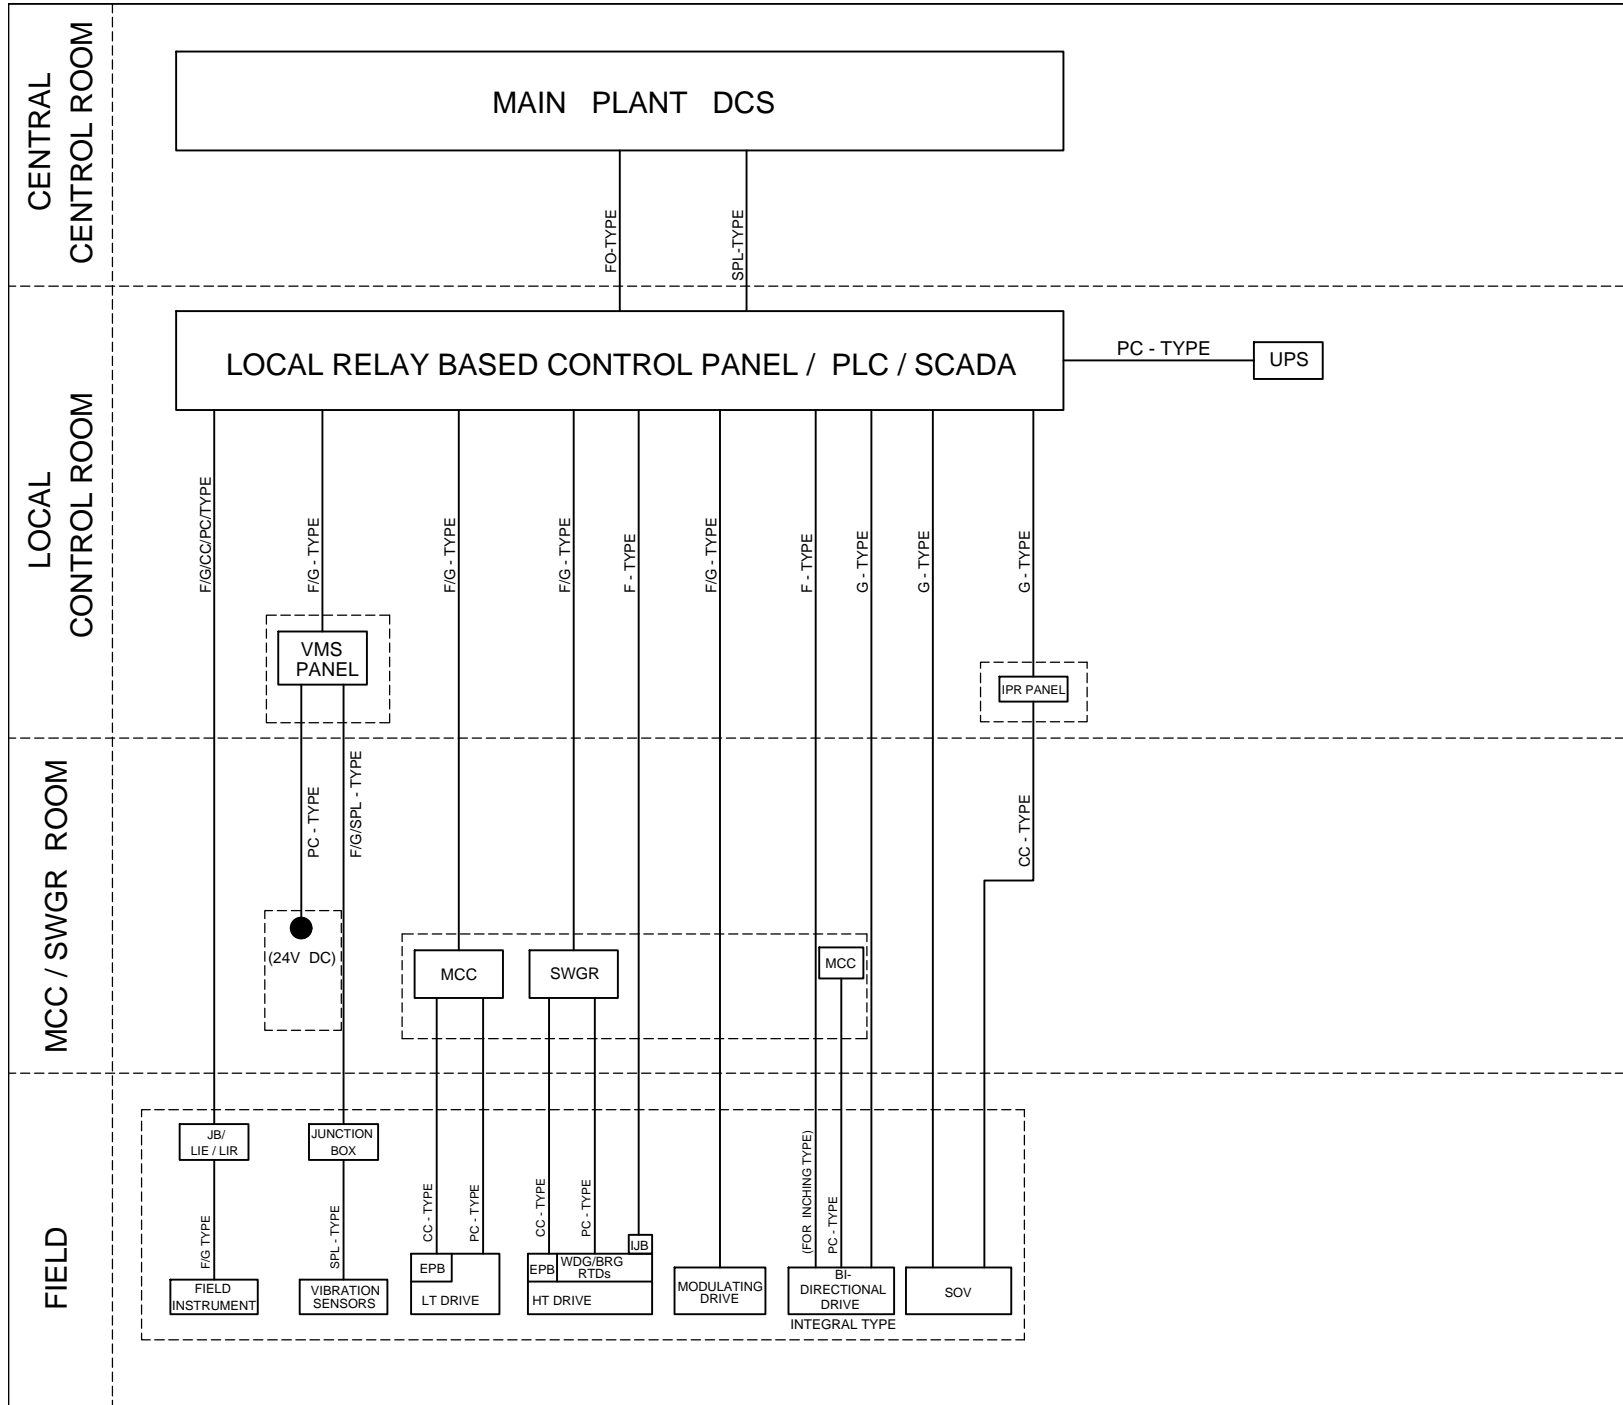 CENTRAL
CONTROL ROOM
MAIN PLANT DCS
FO-TYPE
SPL-TYPE
LOCAL
CONTROL ROOM
LOCAL RELAY BASED CONTROL PANEL / PLC / SCADA
PC - TYPE
UPS
F/G/CC/PC/TYPE
F/G - TYPE
F/G - TYPE
F/G - TYPE
F - TYPE
F/G - TYPE
F - TYPE
G - TYPE
G - TYPE
G - TYPE
VMS
PANEL
IPR PANEL
MCC / SWGR ROOM
PC - TYPE
F/G/SPL - TYPE
CC - TYPE
(24V DC)
MCC
SWGR
MCC
FIELD
JB/
LIE / LIR
JUNCTION
BOX
F/G TYPE
SPL - TYPE
CC - TYPE
PC - TYPE
CC - TYPE
PC - TYPE
(FOR INCHING TYPE)
PC - TYPE
FIELD
INSTRUMENT
VIBRATION
SENSORS
EPB
LT DRIVE
IJB
EPB
WDG/BRG
RTDs
HT DRIVE
MODULATING
DRIVE
BI-
DIRECTIONAL
DRIVE
INTEGRAL TYPE
SOV